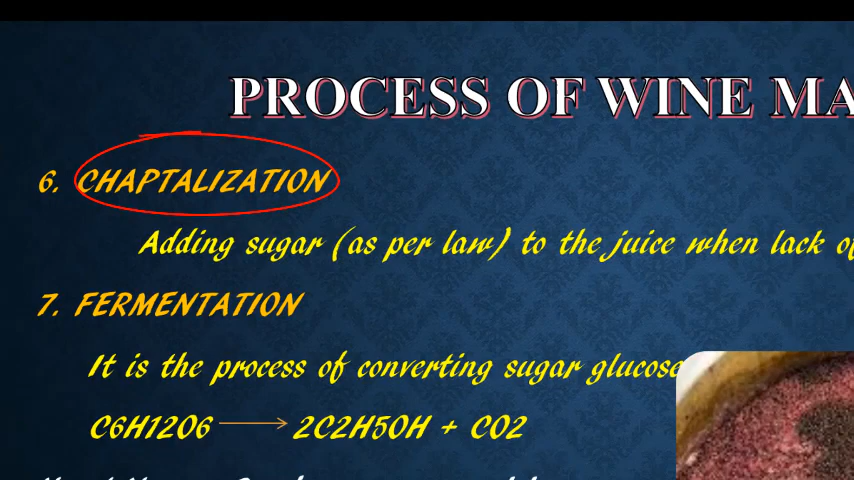 PROCESS OF WINE MA
6. CHAPTALIZATION
Adding sugar (as per law) to the juice when lack of
7. FERMENTATION
It is the process of converting sugar glucose
C6H12O6 → 2C2H5OH + CO2